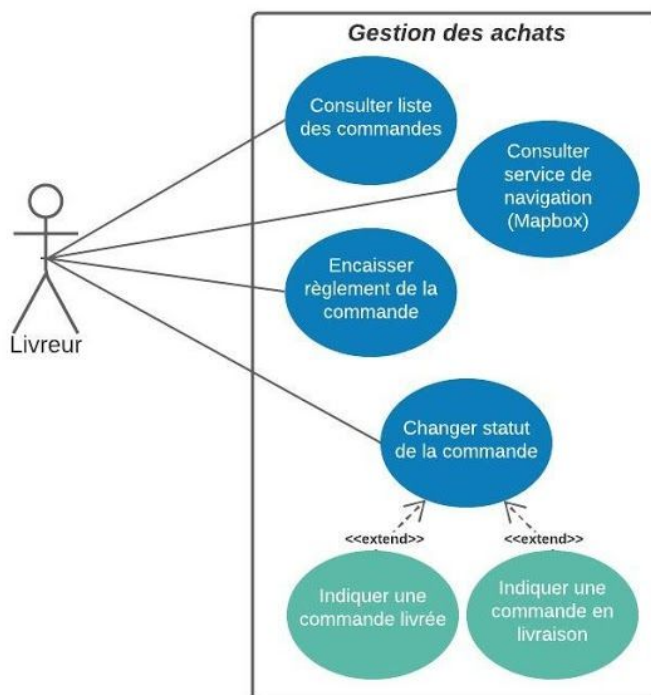 Gestion des achats
Consulter liste
des commandes
Consulter
service de
navigation
(Mapbox)
Encaisser
règlement de la
commande
Livreur
Changer statut
de la commande
<<extend>>
<<extend>>
Indiquer une
commande livrée
Indiquer une
commande en
livraison